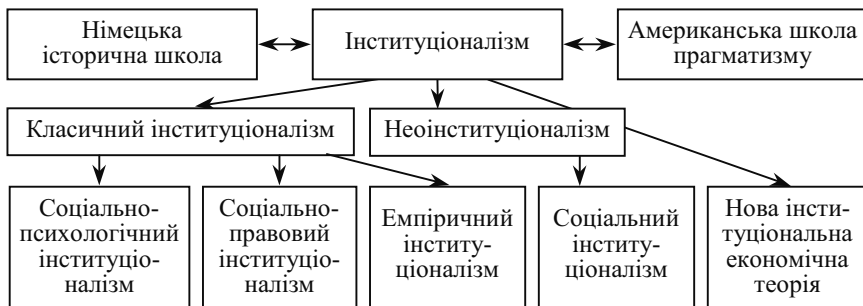 Німецька
історична школа
Інституціоналізм
Американська школа
прагматизму
Класичний інституціоналізм
Неоінституціоналізм
Соціально-
психологічний
інституціо-
налізм
Соціально-
правовий
інституціо-
налізм
Емпіричний
інститу-
ціоналізм
Соціальний
інститу-
ціоналізм
Нова інсти-
туціональна
економічна
теорія